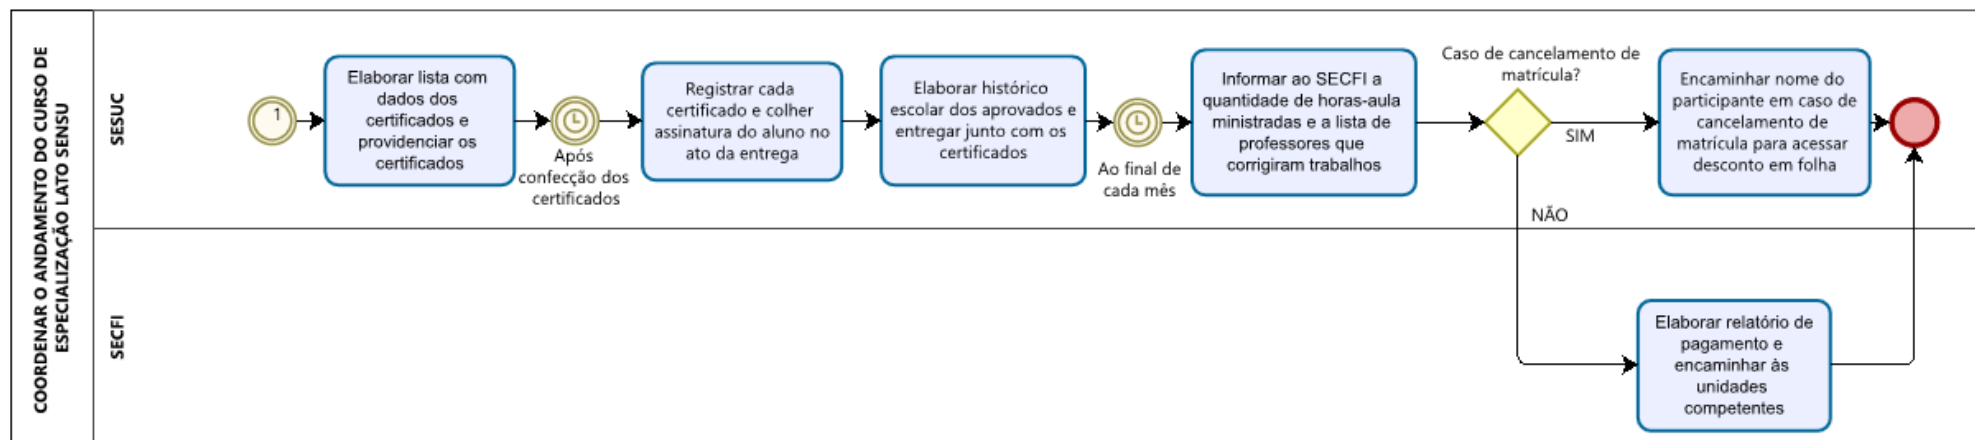 COORDENAR O ANDAMENTO DO CURSO DE
ESPECIALIZAÇÃO LATO SENSU
SESUC
1
Elaborar lista com
dados dos
certificados e
providenciar os
certificados
Após
confecção dos
certificados
Registrar cada
certificado e colher
assinatura do aluno no
ato da entrega
Elaborar histórico
escolar dos aprovados e
entregar junto com os
certificados
Ao final de
cada mês
Informar ao SECFI a
quantidade de horas-aula
ministradas e a lista de
professores que
corrigiram trabalhos
Caso de cancelamento de
matrícula?
SIM
NÃO
Encaminhar nome do
participante em caso de
cancelamento de
matrícula para acessar
desconto em folha
SECFI
Elaborar relatório de
pagamento e
encaminhar às
unidades
competentes